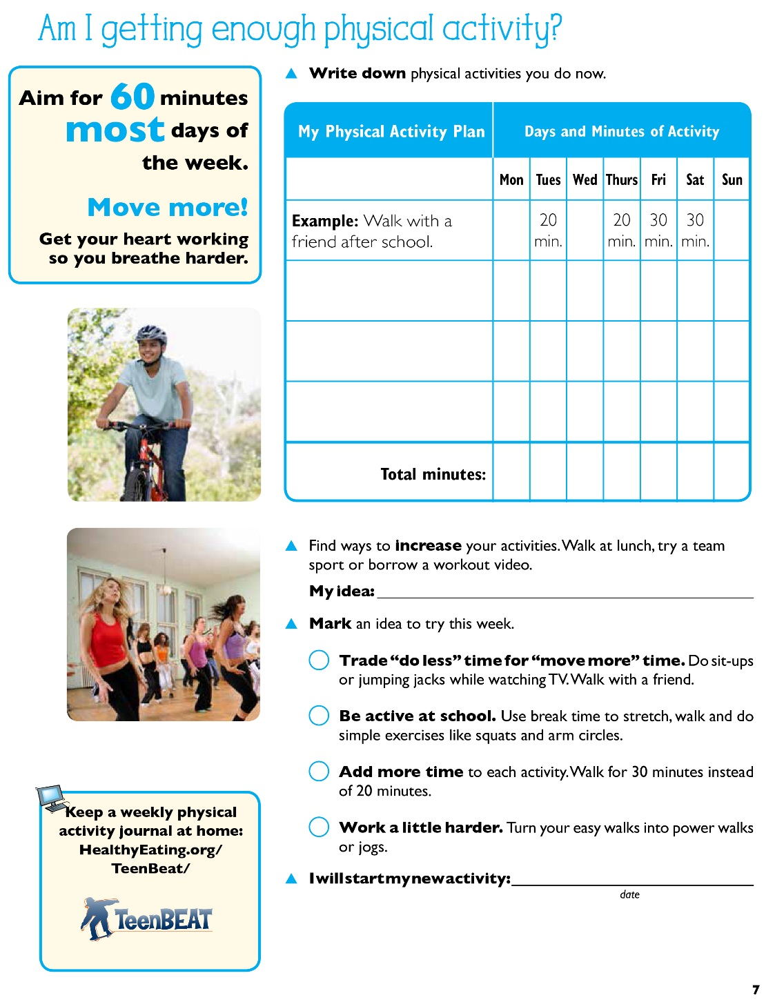 Am I getting enough physical activity?
Aim for 60 minutes
most days of
the week.
Move more!
Get your heart working
so you breathe harder.
▲ Write down physical activities you do now.
My Physical Activity Plan Days and Minutes of Activity
Mon Tues Wed Thurs Fri Sat Sun
Example: Walk with a 20 20 30 30
friend after school. min. min. min. min.
Total minutes:
▲ Find ways to increase your activities. Walk at lunch, try a team
sport or borrow a workout video.
My idea:
▲ Mark an idea to try this week.
Trade “do less” time for “move more” time. Do sit-ups
or jumping jacks while watching TV. Walk with a friend.
Be active at school. Use break time to stretch, walk and do
simple exercises like squats and arm circles.
Add more time to each activity. Walk for 30 minutes instead
of 20 minutes.
Work a little harder. Turn your easy walks into power walks
or jogs.
▲ I will start my new activity:
date
Keep a weekly physical
activity journal at home:
HealthyEating.org/
TeenBeat/
TeenBEAT
7